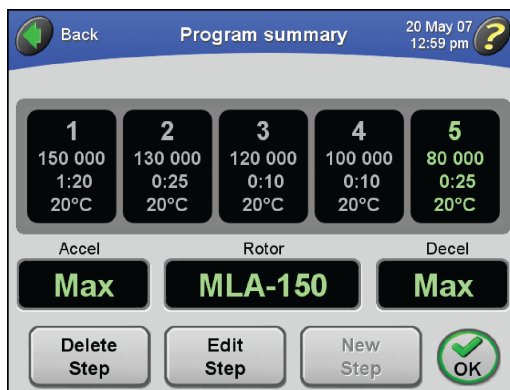 Back
Program summary
20 May 07
12:59 pm
?
1
150 000
1:20
20°C
2
130 000
0:25
20°C
3
120 000
0:10
20°C
4
100 000
0:10
20°C
5
80 000
0:25
20°C
Accel
Max
Rotor
MLA-150
Decel
Max
Delete
Step
Edit
Step
New
Step
OK